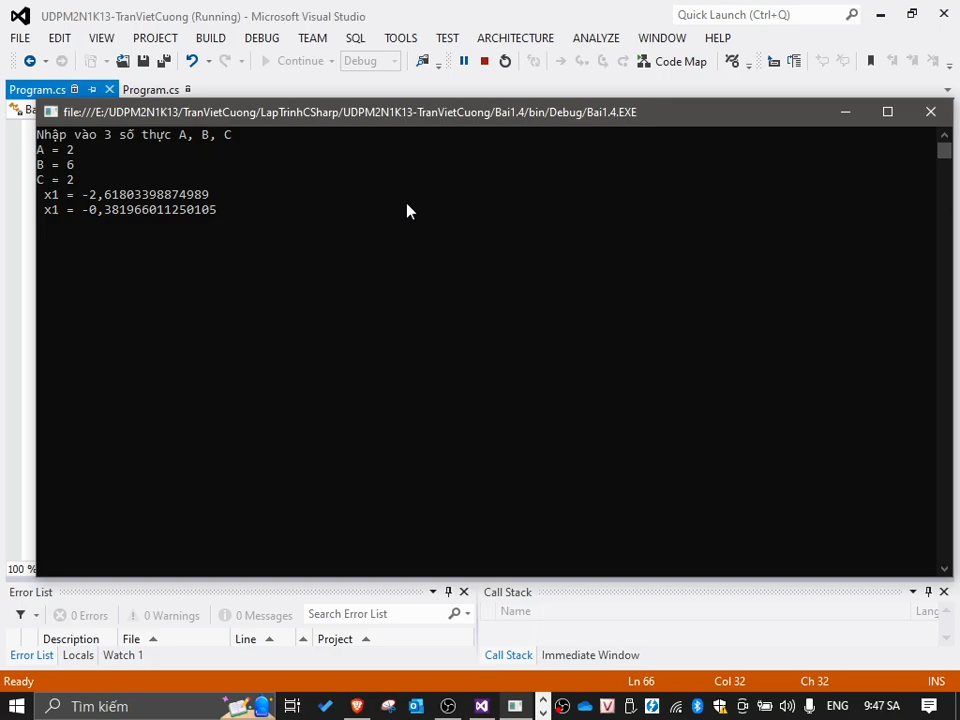 UDPM2N1K13-TranVietCuong (Running) - Microsoft Visual Studio
Quick Launch (Ctrl+Q)
FILE EDIT VIEW PROJECT BUILD DEBUG TEAM SQL TOOLS TEST ARCHITECTURE ANALYZE WINDOW HELP
Continue Debug Code Map
Program.cs Program.cs
Ba
file:///E:/UDPM2N1K13/TranVietCuong/LapTrinhCSharp/UDPM2N1K13-TranVietCuong/Bai1.4/bin/Debug/Bai1.4.EXE
Nhập vào 3 số thực A, B, C
A = 2
B = 6
C = 2
x1 = -2,61803398874989
x1 = -0,381966011250105
100 %
Error List Call Stack
0 Errors 0 Warnings 0 Messages Search Error List Name Lang
Description File Line Project
Error List Locals Watch 1 Call Stack Immediate Window
Ready Ln 66 Col 32 Ch 32 INS
Tìm kiếm ENG 9:47 SA